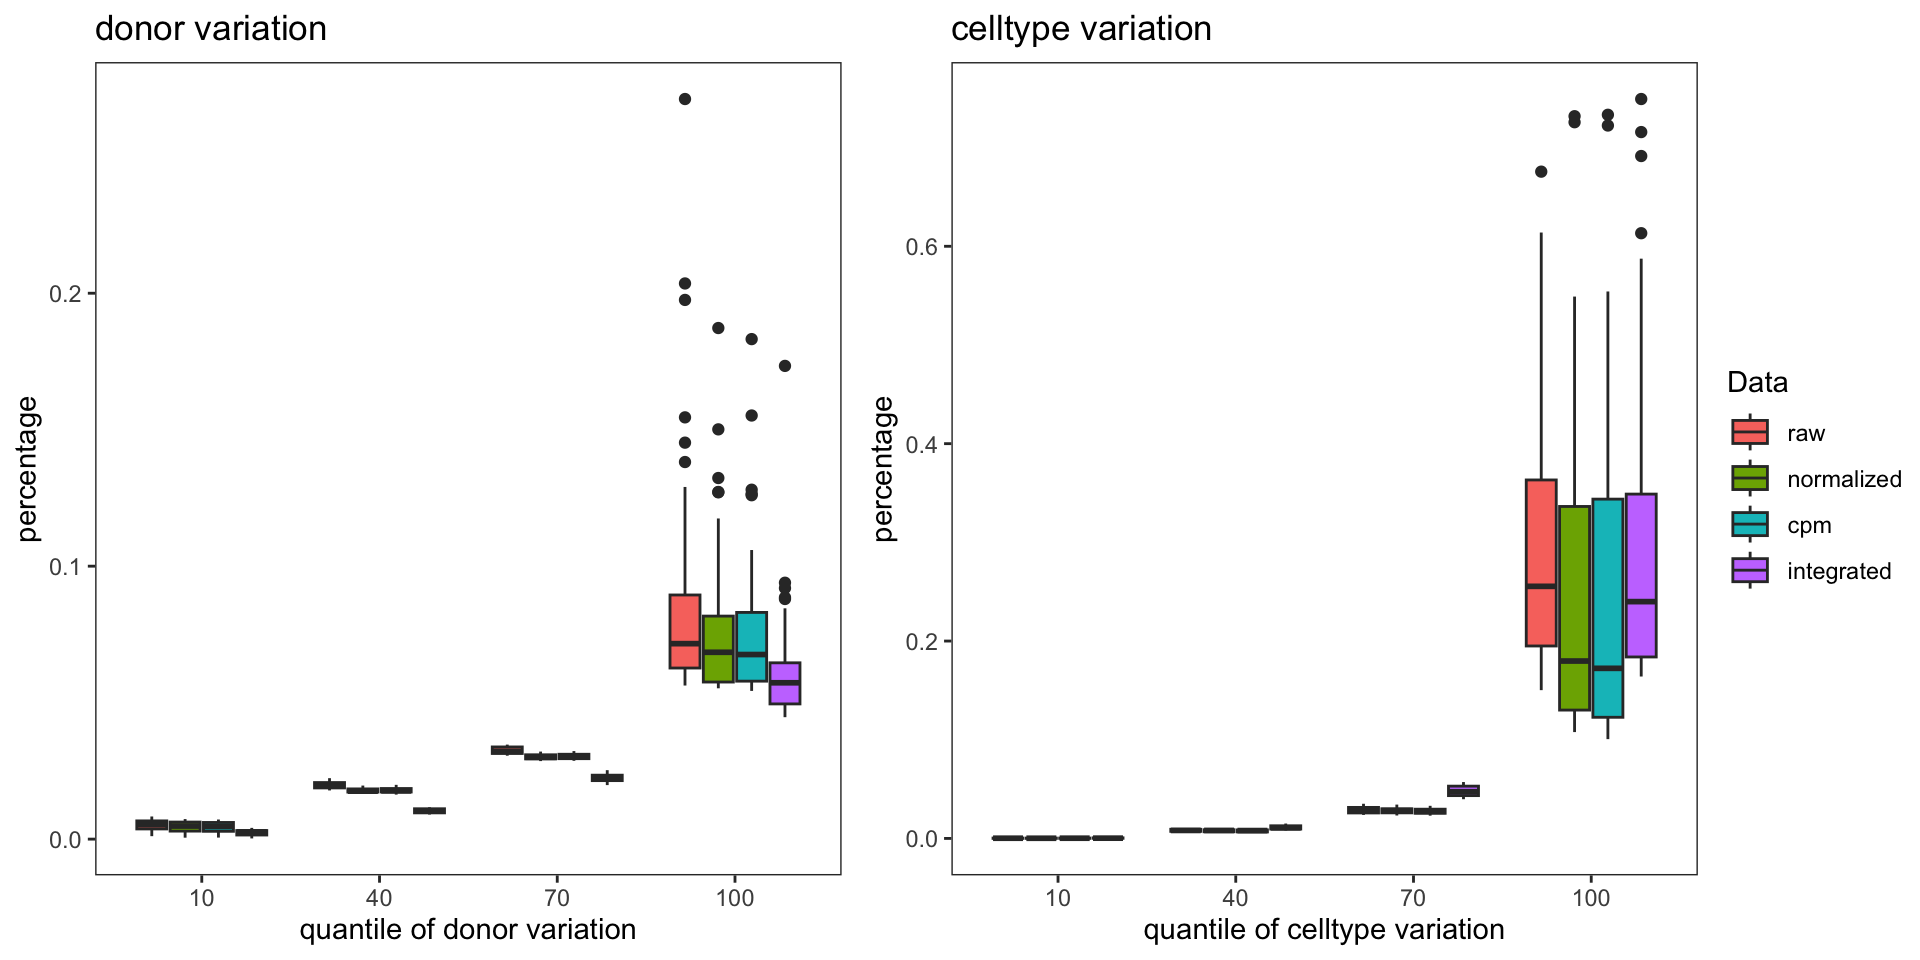 donor variation
percentage
0.2
0.1
0.0
10 40 70 100
quantile of donor variation
celltype variation
percentage
0.6
0.4
0.2
0.0
10 40 70 100
quantile of celltype variation
Data
raw
normalized
cpm
integrated